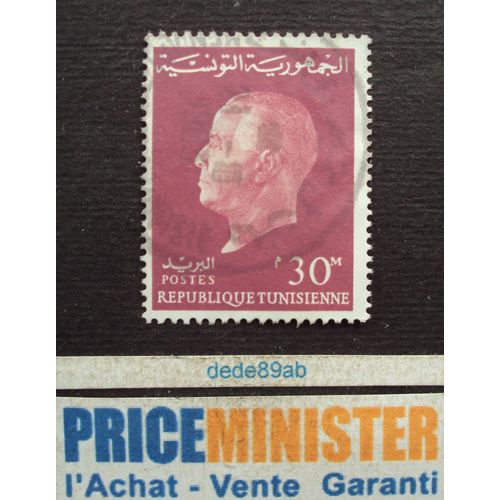 الجمهورية التونسية
البريد
POSTES
م 30M
REPUBLIQUE TUNISIENNE
dede89ab
PRICEMINISTER
l'Achat - Vente Garanti